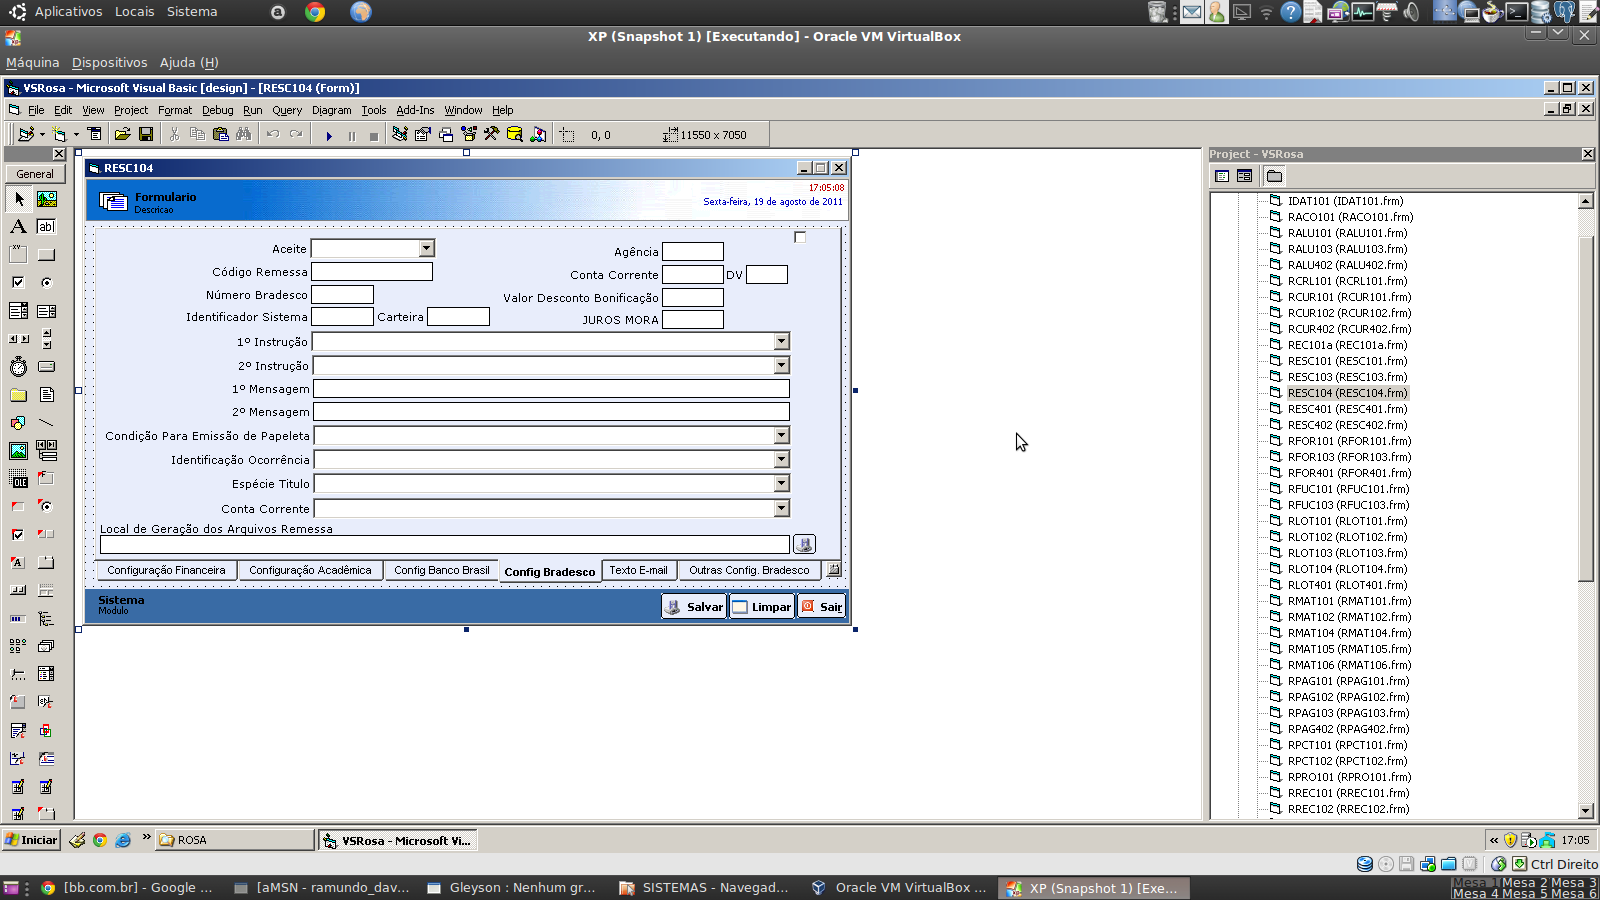 Aplicativos Locais Sistema
XP (Snapshot 1) [Executando] - Oracle VM VirtualBox
Máquina Dispositivos Ajuda (H)
VSRosa - Microsoft Visual Basic [design] - [RESC104 (Form)]
File Edit View Project Format Debug Run Query Diagram Tools Add-Ins Window Help
0, 0 11550 x 7050
General
RESC104
Formulario
Descricao
17:05:08
Sexta-feira, 19 de agosto de 2011
Aceite
Código Remessa
Número Bradesco
Identificador Sistema Carteira
Agência
Conta Corrente DV
Valor Desconto Bonificação
JUROS MORA
1º Instrução
2º Instrução
1º Mensagem
2º Mensagem
Condição Para Emissão de Papeleta
Identificação Ocorrência
Espécie Titulo
Conta Corrente
Local de Geração dos Arquivos Remessa
Configuração Financeira Configuração Acadêmica Config Banco Brasil Config Bradesco Texto E-mail Outras Config. Bradesco
Sistema
Modulo
Salvar Limpar Sair
Project - VSRosa
IDAT101 (IDAT101.frm)
RACO101 (RACO101.frm)
RALU101 (RALU101.frm)
RALU103 (RALU103.frm)
RALU402 (RALU402.frm)
RCRL101 (RCRL101.frm)
RCUR101 (RCUR101.frm)
RCUR102 (RCUR102.frm)
RCUR402 (RCUR402.frm)
REC101a (REC101a.frm)
RESC101 (RESC101.frm)
RESC103 (RESC103.frm)
RESC104 (RESC104.frm)
RESC401 (RESC401.frm)
RESC402 (RESC402.frm)
RFOR101 (RFOR101.frm)
RFOR103 (RFOR103.frm)
RFOR401 (RFOR401.frm)
RFUC101 (RFUC101.frm)
RFUC103 (RFUC103.frm)
RLOT101 (RLOT101.frm)
RLOT102 (RLOT102.frm)
RLOT103 (RLOT103.frm)
RLOT104 (RLOT104.frm)
RLOT401 (RLOT401.frm)
RMAT101 (RMAT101.frm)
RMAT102 (RMAT102.frm)
RMAT104 (RMAT104.frm)
RMAT105 (RMAT105.frm)
RMAT106 (RMAT106.frm)
RPAG101 (RPAG101.frm)
RPAG102 (RPAG102.frm)
RPAG103 (RPAG103.frm)
RPAG402 (RPAG402.frm)
RPCT101 (RPCT101.frm)
RPCT102 (RPCT102.frm)
RPRO101 (RPRO101.frm)
RREC101 (RREC101.frm)
RREC102 (RREC102.frm)
Iniciar » ROSA VSRosa - Microsoft Vi... « 17:05
Ctrl Direito
[bb.com.br] - Google ... [aMSN - ramundo_dav... Gleyson : Nenhum gr... SISTEMAS - Navegad... Oracle VM VirtualBox ... XP (Snapshot 1) [Exe...
Mesa 1 Mesa 2 Mesa 3
Mesa 4 Mesa 5 Mesa 6